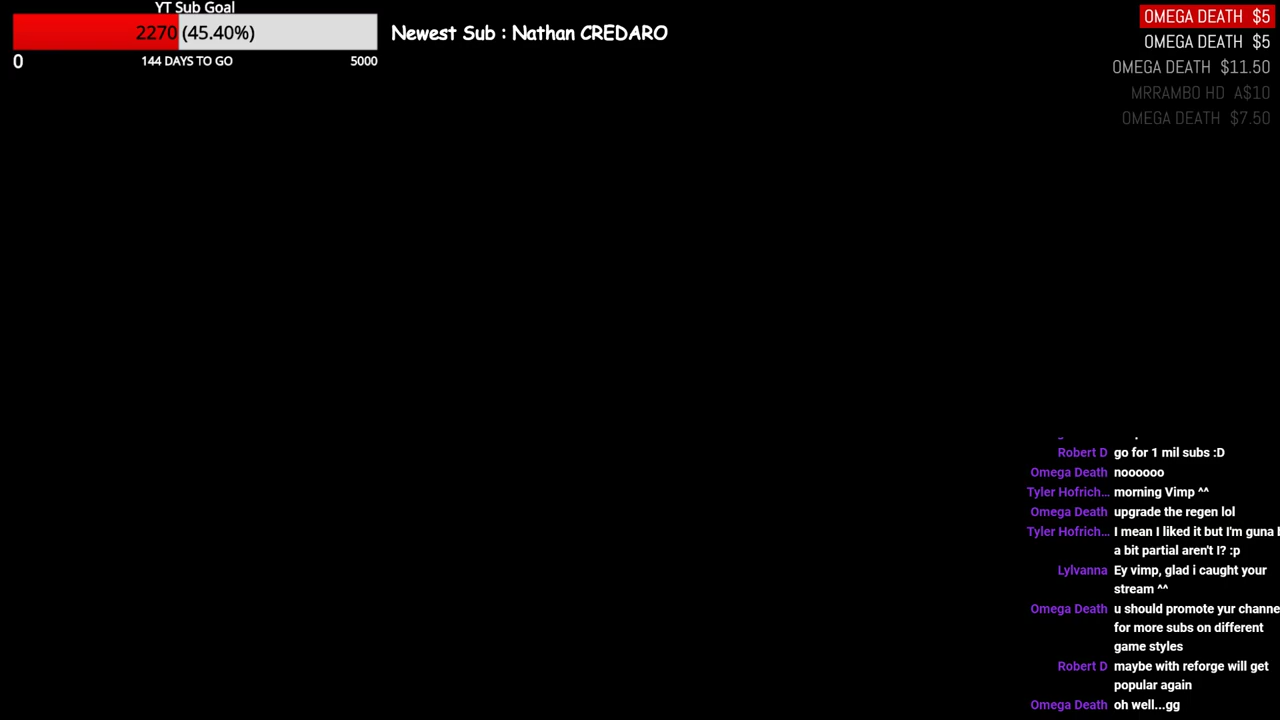 YT Sub Goal
2270 (45.40%)
0 144 DAYS TO GO 5000
Newest Sub : Nathan CREDARO
OMEGA DEATH $5
OMEGA DEATH $5
OMEGA DEATH $11.50
MRRAMBO HD A$10
OMEGA DEATH $7.50
Robert D go for 1 mil subs :D
Omega Death noooooo
Tyler Hofrich... morning Vimp ^^
Omega Death upgrade the regen lol
Tyler Hofrich... I mean I liked it but I'm guna
a bit partial aren't I? :p
Lylvanna Ey vimp, glad i caught your
stream ^^
Omega Death u should promote yur channe
for more subs on different
game styles
Robert D maybe with reforge will get
popular again
Omega Death oh well...gg